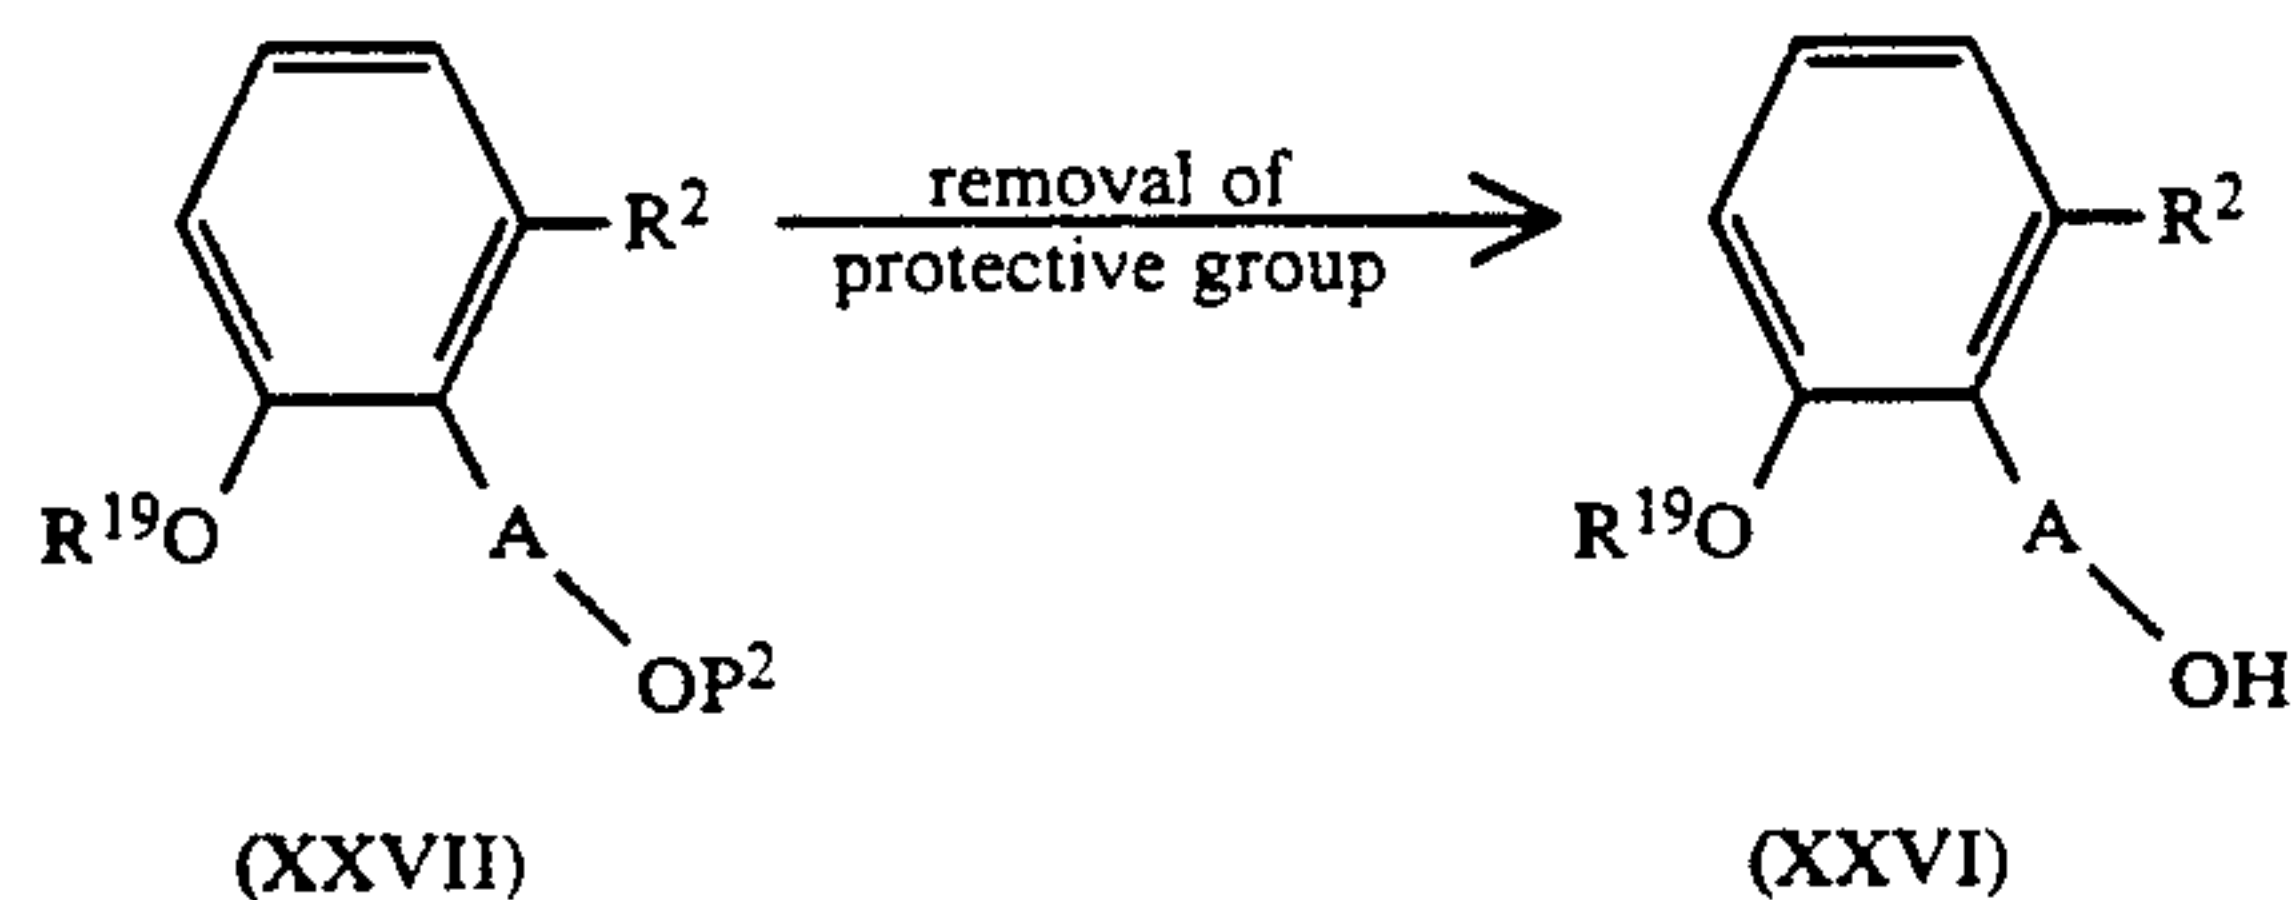 R²
removal of
protective group
R²
R¹⁹O
A
OP²
R¹⁹O
A
OH
(XXVII)
(XXVI)